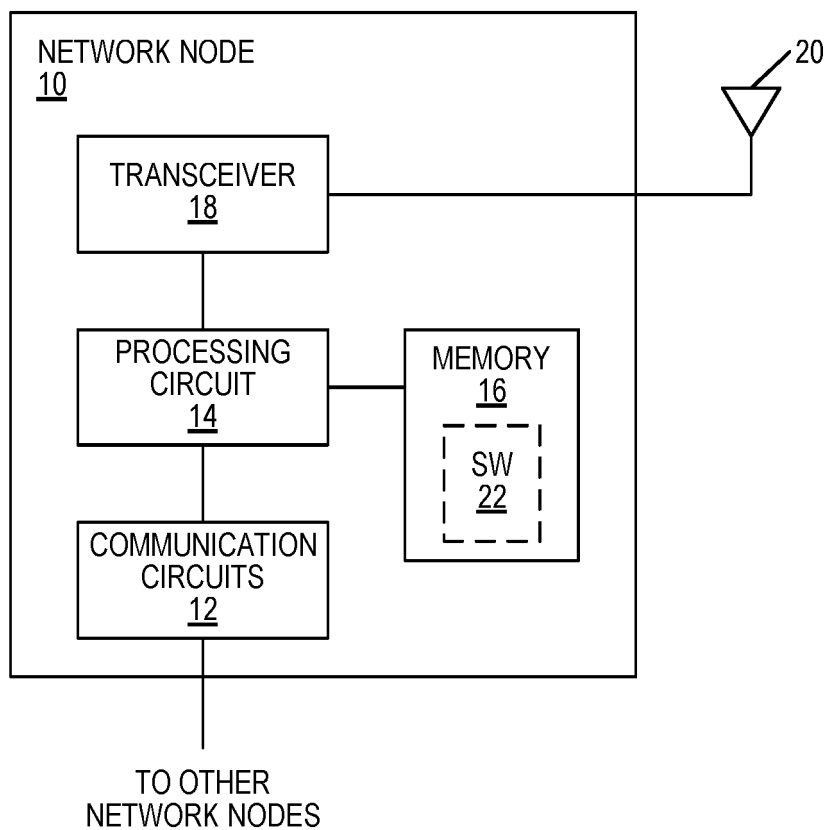 NETWORK NODE
10
20
TRANSCEIVER
18
PROCESSING
CIRCUIT
14
MEMORY
16
SW
22
COMMUNICATION
CIRCUITS
12
TO OTHER
NETWORK NODES